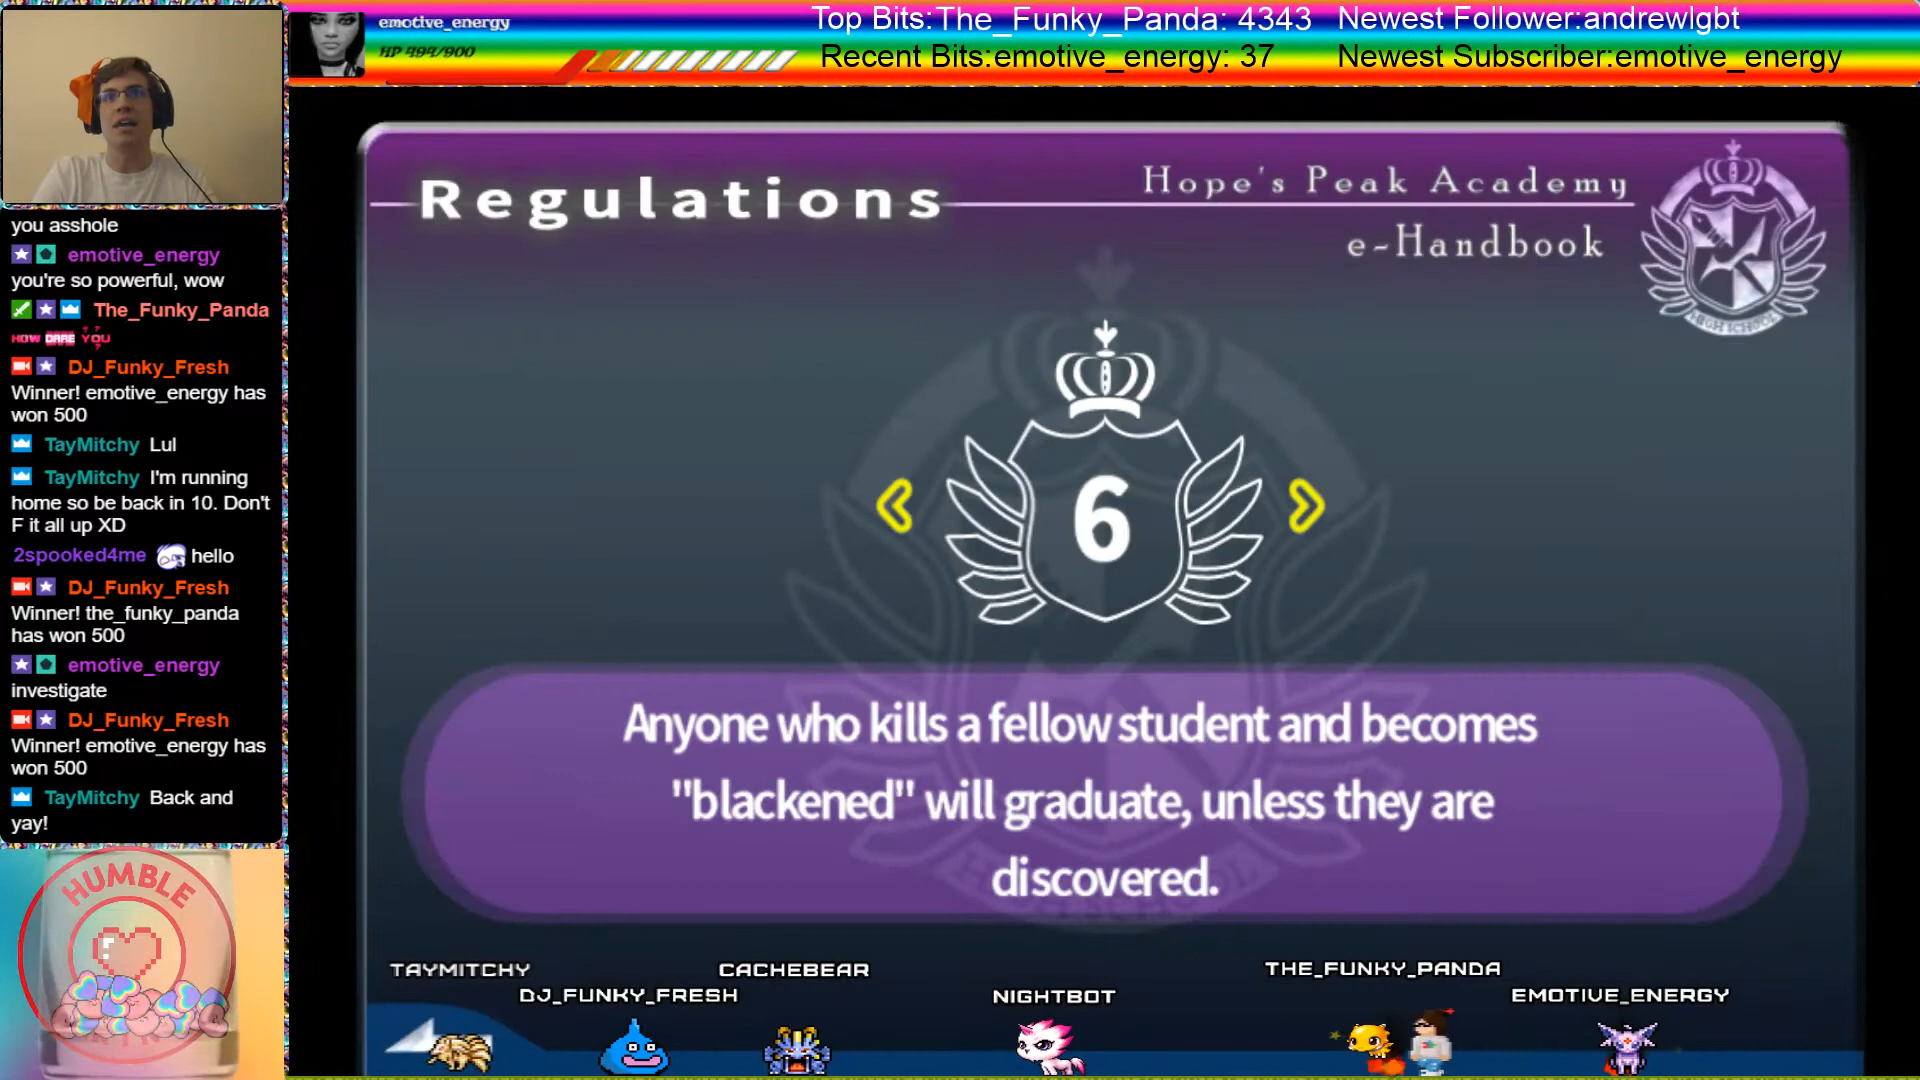 emotive_energy
HP 494/900
Top Bits:The_Funky_Panda: 4343
Newest Follower:andrewlgbt
Recent Bits:emotive_energy: 37
Newest Subscriber:emotive_energy
you asshole
emotive_energy
you're so powerful, wow
The_Funky_Panda
HOW DARE YOU
DJ_Funky_Fresh
Winner! emotive_energy has
won 500
TayMitchy Lul
TayMitchy I'm running
home so be back in 10. Don't
F it all up XD
2spooked4me hello
DJ_Funky_Fresh
Winner! the_funky_panda
has won 500
emotive_energy
investigate
DJ_Funky_Fresh
Winner! emotive_energy has
won 500
TayMitchy Back and
yay!
HUMBLE
Regulations
Hope's Peak Academy
e-Handbook
HIGH SCHOOL
6
Anyone who kills a fellow student and becomes
"blackened" will graduate, unless they are
discovered.
TAYMITCHY
DJ_FUNKY_FRESH
CACHEBEAR
NIGHTBOT
THE_FUNKY_PANDA
EMOTIVE_ENERGY